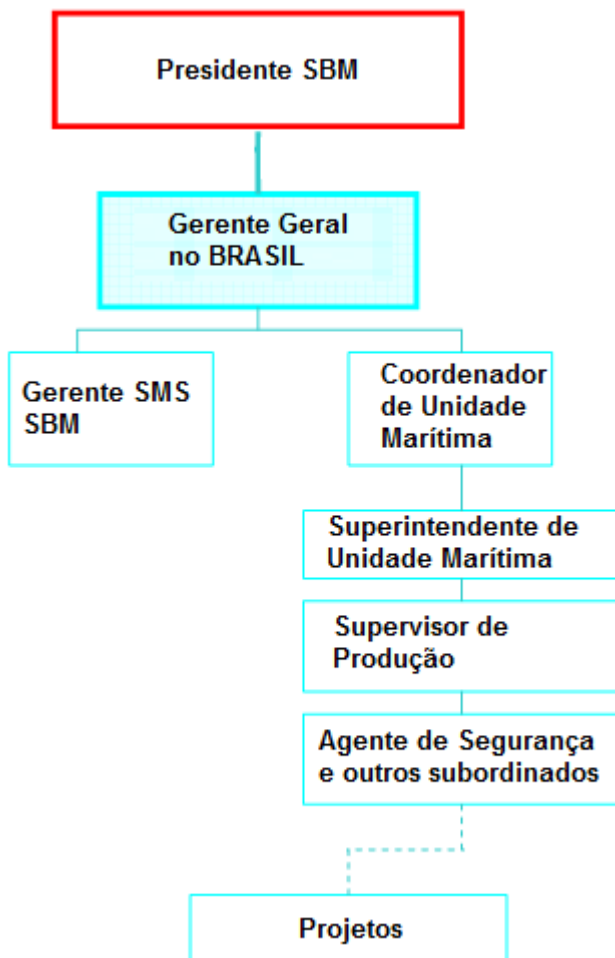 Presidente SBM
Gerente Geral
no BRASIL
Gerente SMS
SBM
Coordenador
de Unidade
Marítima
Superintendente de
Unidade Marítima
Supervisor de
Produção
Agente de Segurança
e outros subordinados
Projetos